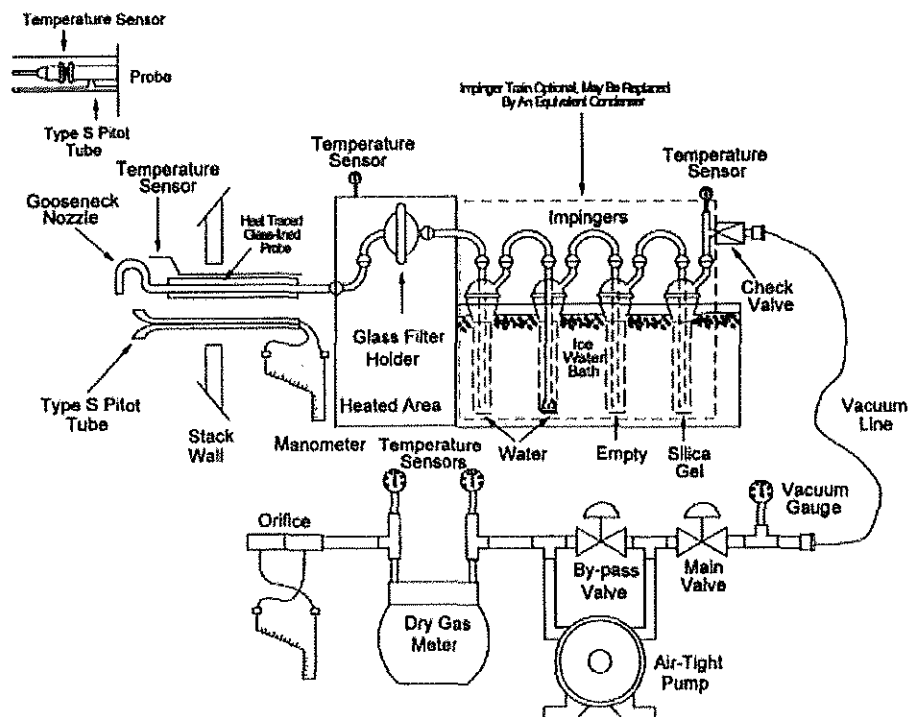 Temperature Sensor
Probe
Type S Pitot
Tube
Impinger Train Optional, May Be Replaced
By An Equivalent Condenser
Temperature
Sensor
Gooseneck
Nozzle
Heat Traced
Glass-lined
Probe
Temperature
Sensor
Impingers
Temperature
Sensor
Check
Valve
Glass Filter
Holder
Ice
Water
Bath
Type S Pitot
Tube
Stack
Wall
Manometer
Heated Area
Water
Empty
Silica
Gel
Vacuum
Line
Temperature
Sensors
Orifice
Dry Gas
Meter
By-pass
Valve
Main
Valve
Vacuum
Gauge
Air-Tight
Pump